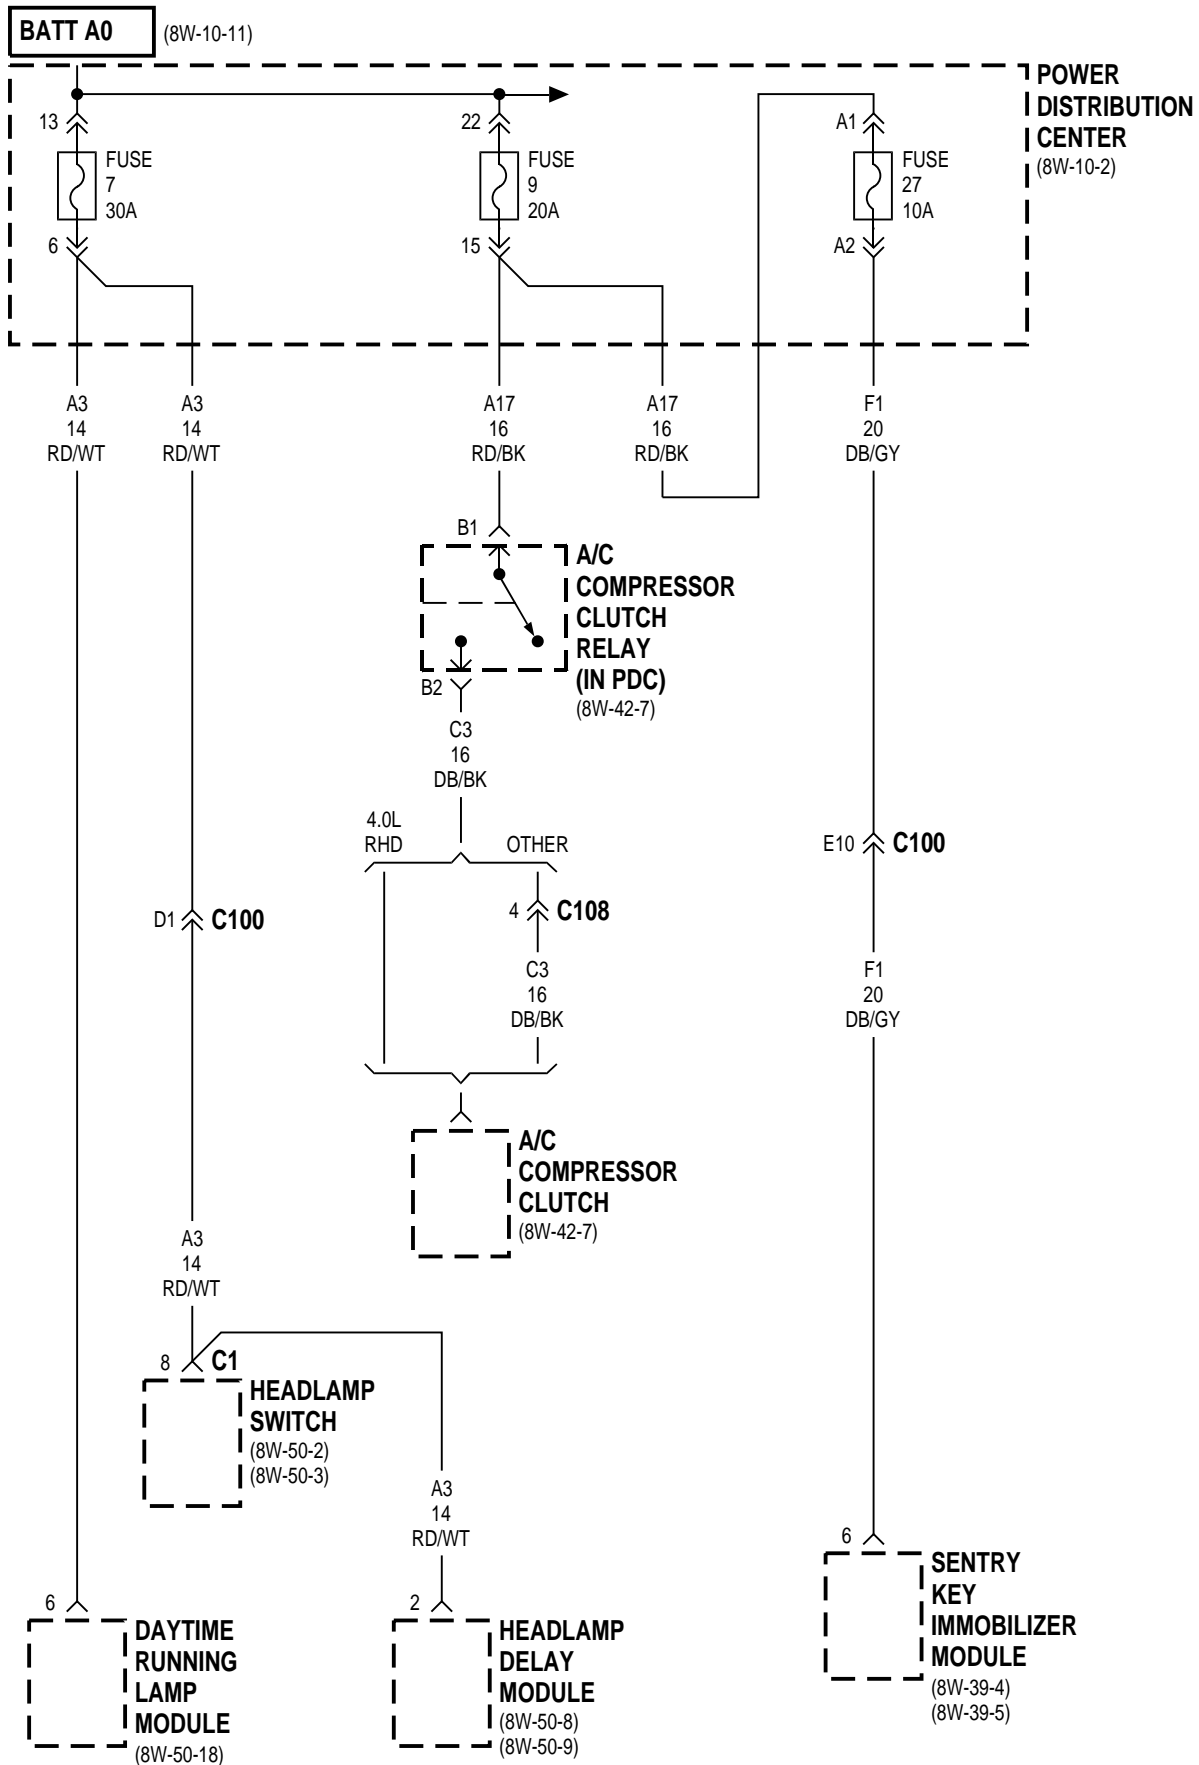 BATT A0 (8W-10-11)
POWER
DISTRIBUTION
CENTER
(8W-10-2)
13
FUSE
7
30A
6
22
FUSE
9
20A
15
A1
FUSE
27
10A
A2
A3
14
RD/WT
A3
14
RD/WT
A17
16
RD/BK
A17
16
RD/BK
F1
20
DB/GY
B1
A/C
COMPRESSOR
CLUTCH
RELAY
(IN PDC)
(8W-42-7)
B2
C3
16
DB/BK
4.0L
RHD
OTHER
E10 C100
4 C108
D1 C100
C3
16
DB/BK
F1
20
DB/GY
A/C
COMPRESSOR
CLUTCH
(8W-42-7)
A3
14
RD/WT
8 C1
HEADLAMP
SWITCH
(8W-50-2)
(8W-50-3)
A3
14
RD/WT
6
SENTRY
KEY
IMMOBILIZER
MODULE
(8W-39-4)
(8W-39-5)
6
DAYTIME
RUNNING
LAMP
MODULE
(8W-50-18)
2
HEADLAMP
DELAY
MODULE
(8W-50-8)
(8W-50-9)